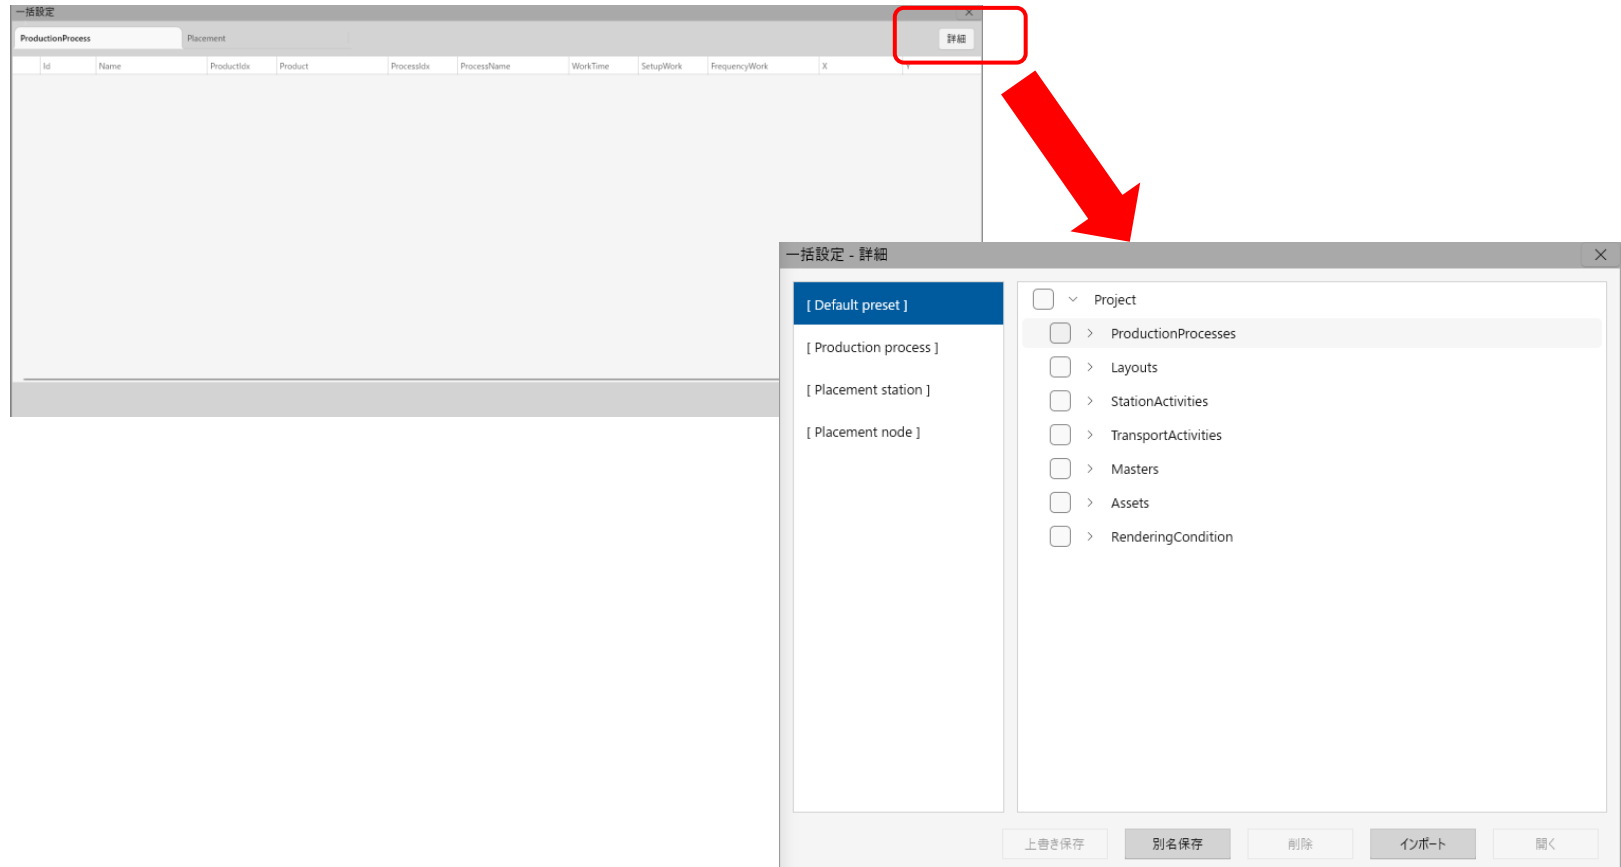 一括設定
ProductionProcess Placement 詳細
Id Name ProductIdx Product ProcessIdx ProcessName WorkTime SetupWork FrequencyWork X Y
一括設定 - 詳細
[ Default preset ]
[ Production process ]
[ Placement station ]
[ Placement node ]
Project
ProductionProcesses
Layouts
StationActivities
TransportActivities
Masters
Assets
RenderingCondition
上書き保存 別名保存 削除 インポート 開く